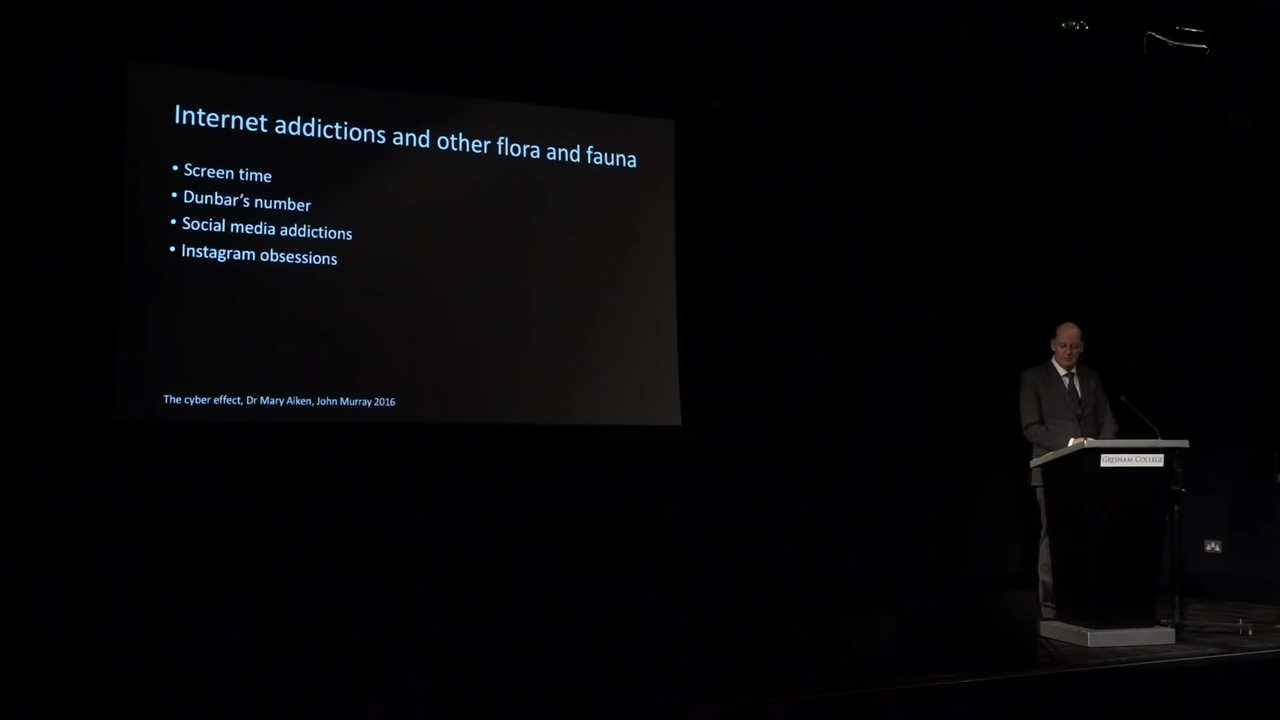 Internet addictions and other flora and fauna
• Screen time
• Dunbar’s number
• Social media addictions
• Instagram obsessions
The cyber effect, Dr Mary Aiken, John Murray 2016
GRESHAM COLLEGE